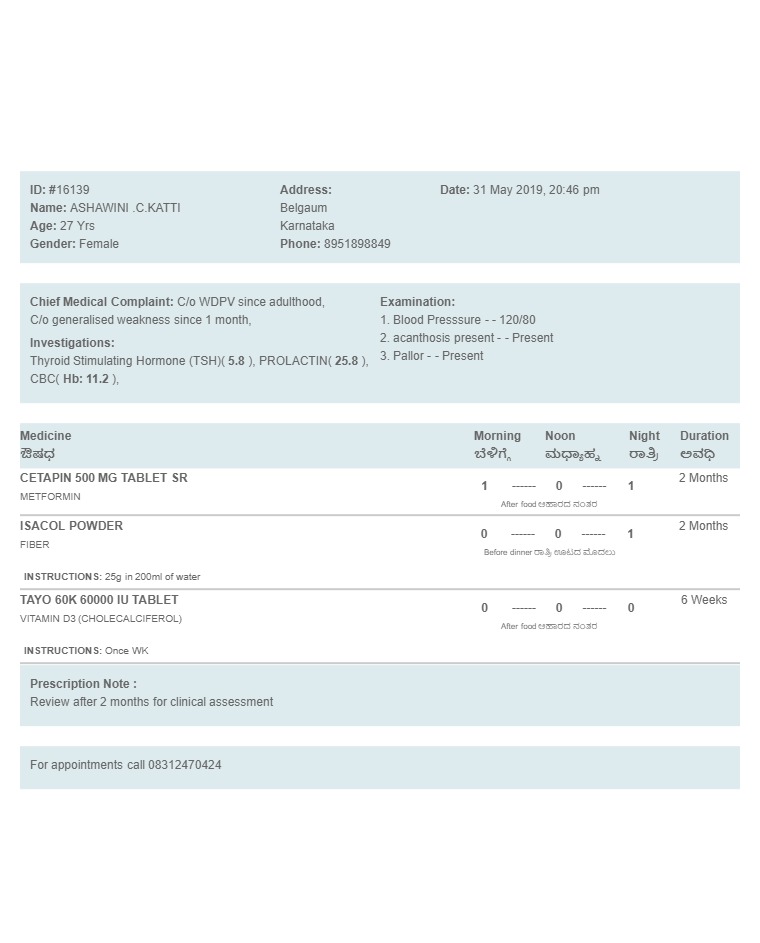 ID: #16139
Name: ASHAWINI .C.KATTI
Age: 27 Yrs
Gender: Female
Address:
Belgaum
Karnataka
Phone: 8951898849
Date: 31 May 2019, 20:46 pm
Chief Medical Complaint: C/o WDPV since adulthood,
C/o generalised weakness since 1 month,
Investigations:
Thyroid Stimulating Hormone (TSH)( 5.8 ), PROLACTIN( 25.8 ),
CBC( Hb: 11.2 ),
Examination:
1. Blood Presssure - - 120/80
2. acanthosis present - - Present
3. Pallor - - Present
Medicine Morning Noon Night Duration
ಔಷಧ ಬೆಳಿಗ್ಗೆ ಮಧ್ಯಾಹ್ನ ರಾತ್ರಿ ಅವಧಿ
CETAPIN 500 MG TABLET SR 2 Months
1 ------ 0 ------ 1
METFORMIN
After food ಆಹಾರದ ನಂತರ
ISACOL POWDER 2 Months
0 ------ 0 ------ 1
FIBER
Before dinner ರಾತ್ರಿ ಊಟದ ಮೊದಲು
INSTRUCTIONS: 25g in 200ml of water
TAYO 60K 60000 IU TABLET 6 Weeks
0 ------ 0 ------ 0
VITAMIN D3 (CHOLECALCIFEROL)
After food ಆಹಾರದ ನಂತರ
INSTRUCTIONS: Once WK
Prescription Note :
Review after 2 months for clinical assessment
For appointments call 08312470424